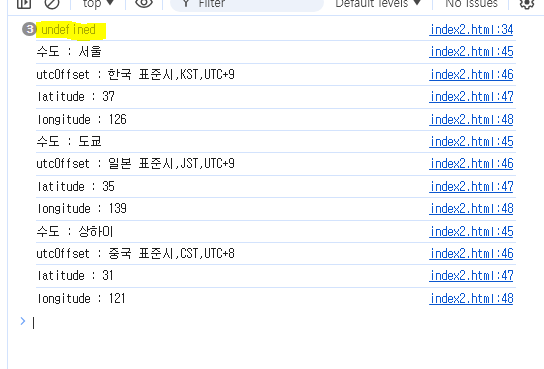 top ▾ Filter Default levels ▾ No Issues
3 undefined index2.html:34
수도 : 서울 index2.html:45
utcOffset : 한국 표준시,KST,UTC+9 index2.html:46
latitude : 37 index2.html:47
longitude : 126 index2.html:48
수도 : 도쿄 index2.html:45
utcOffset : 일본 표준시,JST,UTC+9 index2.html:46
latitude : 35 index2.html:47
longitude : 139 index2.html:48
수도 : 상하이 index2.html:45
utcOffset : 중국 표준시,CST,UTC+8 index2.html:46
latitude : 31 index2.html:47
longitude : 121 index2.html:48